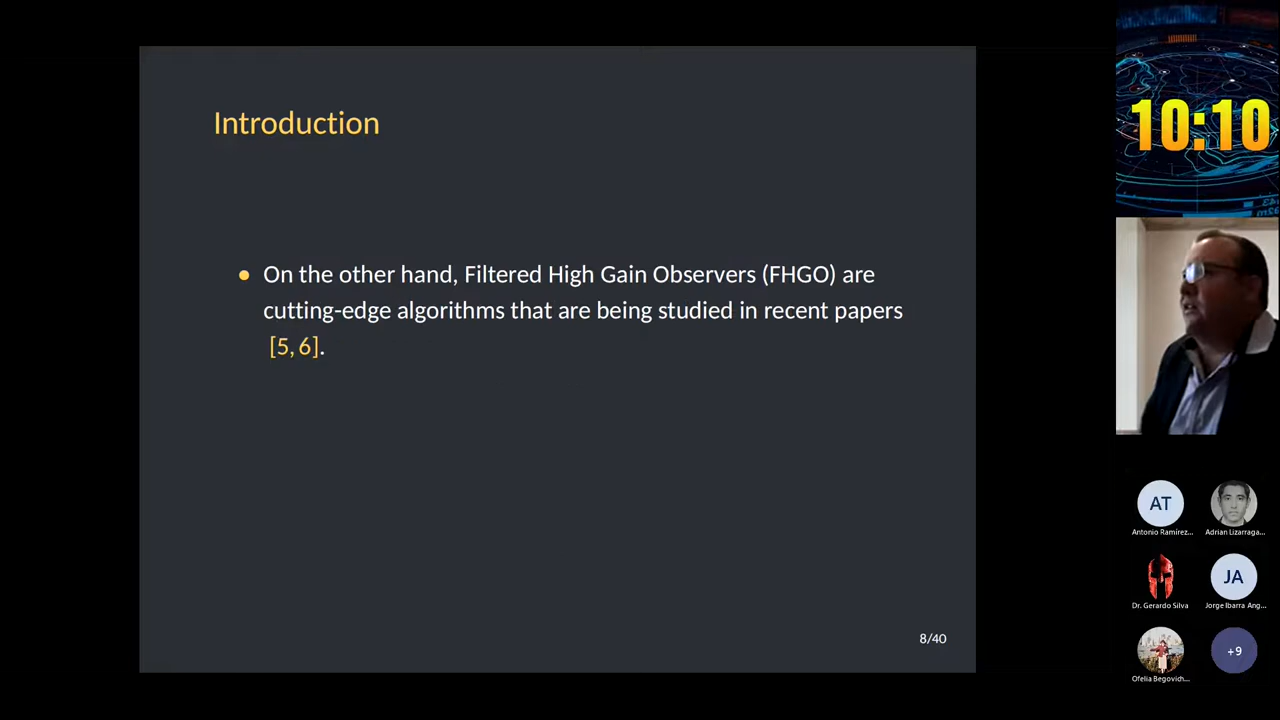 Introduction
● On the other hand, Filtered High Gain Observers (FHGO) are
cutting-edge algorithms that are being studied in recent papers
[5, 6].
8/40
10:10
AT
Antonio Ramirez...
Adrian Lizarraga...
Dr. Gerardo Silva
JA
Jorge Ibarra Ang...
Ofelia Begovich...
+9